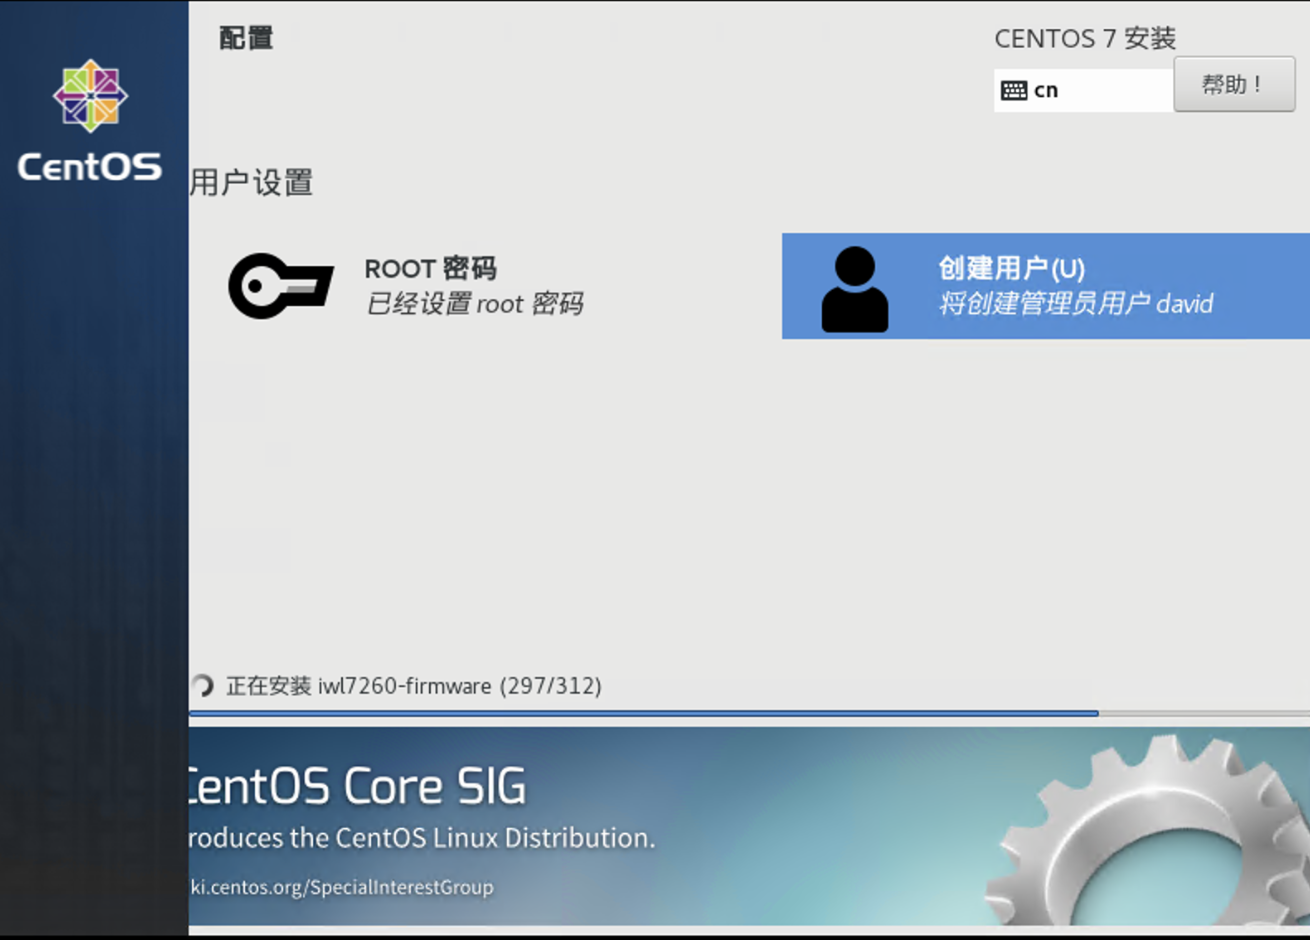 配置
CENTOS 7 安装
cn
帮助！
CentOS
用户设置
ROOT 密码
已经设置 root 密码
创建用户(U)
将创建管理员用户 david
正在安装 iwl7260-firmware (297/312)
CentOS Core SIG
roduces the CentOS Linux Distribution.
ki.centos.org/SpecialInterestGroup